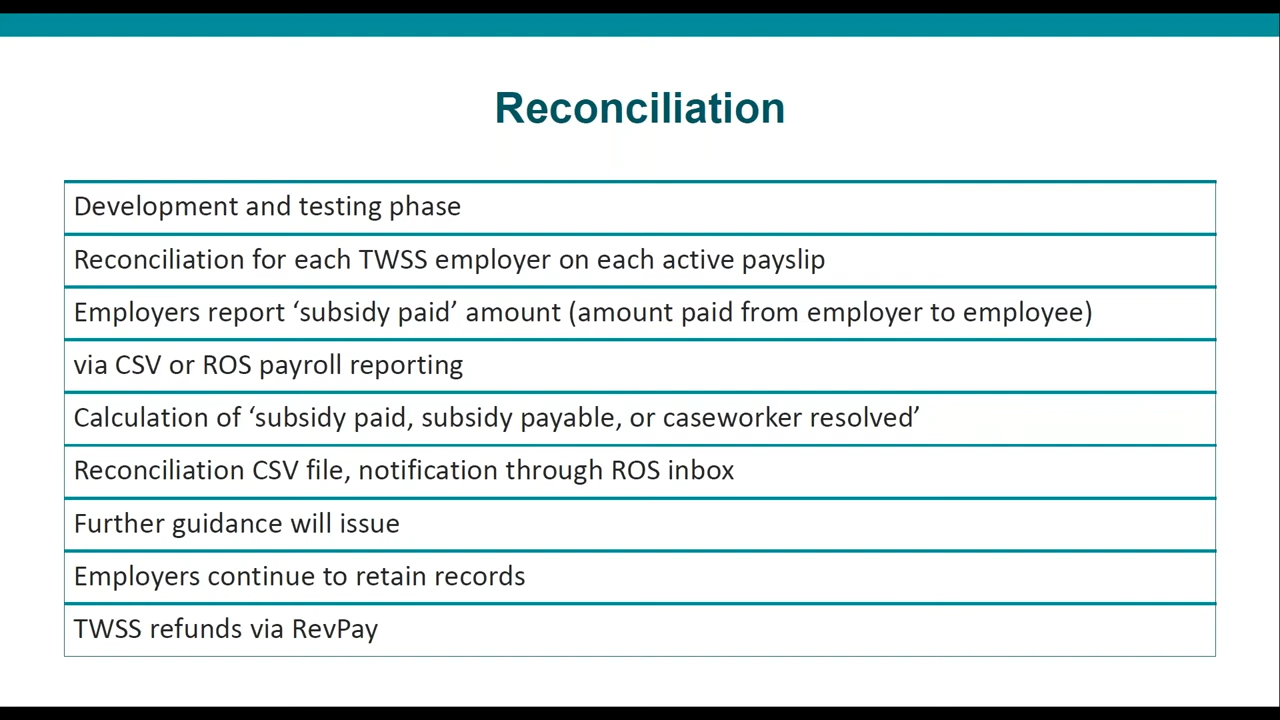 Reconciliation
Development and testing phase
Reconciliation for each TWSS employer on each active payslip
Employers report ‘subsidy paid’ amount (amount paid from employer to employee)
via CSV or ROS payroll reporting
Calculation of ‘subsidy paid, subsidy payable, or caseworker resolved’
Reconciliation CSV file, notification through ROS inbox
Further guidance will issue
Employers continue to retain records
TWSS refunds via RevPay